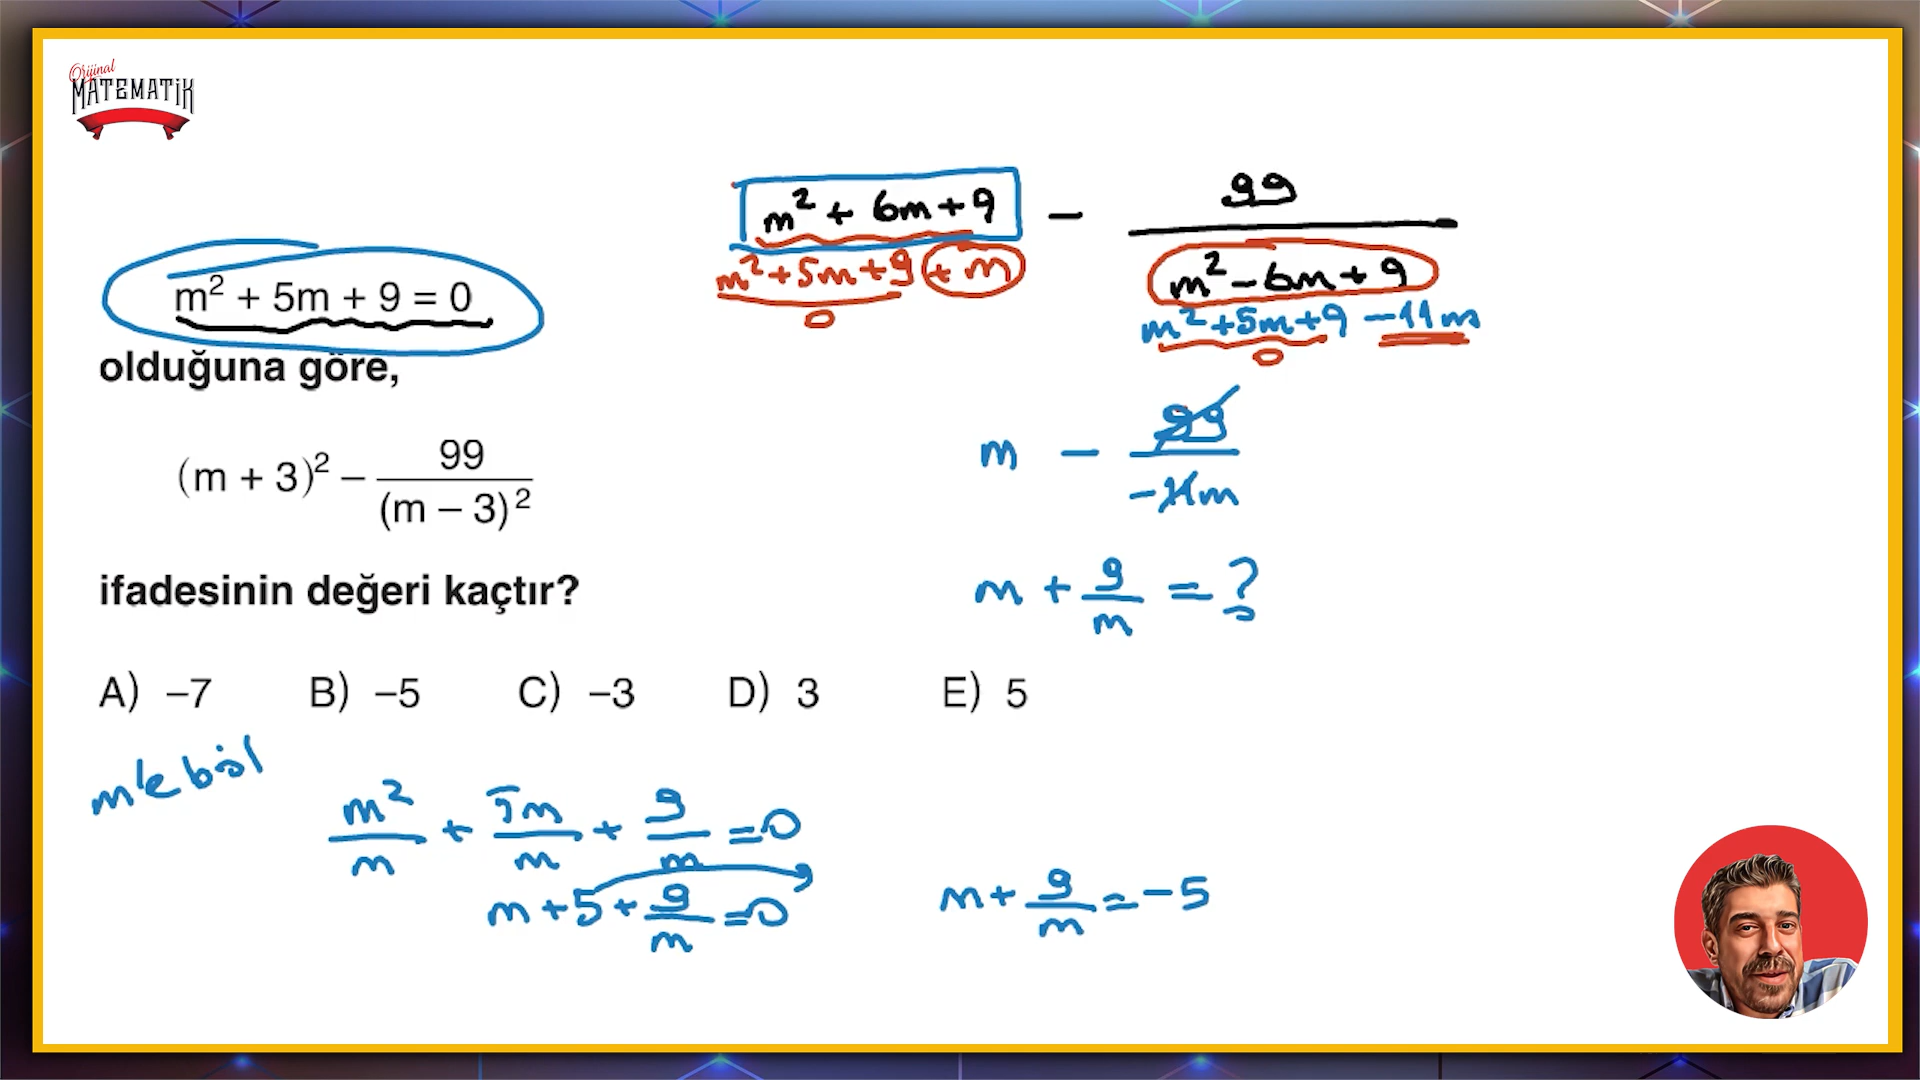 Orijinal
MATEMATİK
m² + 6m + 9 − 99/(m² − 6m + 9)
m² + 5m + 9 + m
0
m² + 5m + 9 − 11m
0
m² + 5m + 9 = 0
olduğuna göre,
(m + 3)² − 99/(m − 3)²
m − 99/(−11m)
m + 9/m = ?
ifadesinin değeri kaçtır?
A) –7 B) –5 C) –3 D) 3 E) 5
m'e böl
m²/m + 5m/m + 9/m = 0
m + 5 + 9/m = 0
m + 9/m = −5